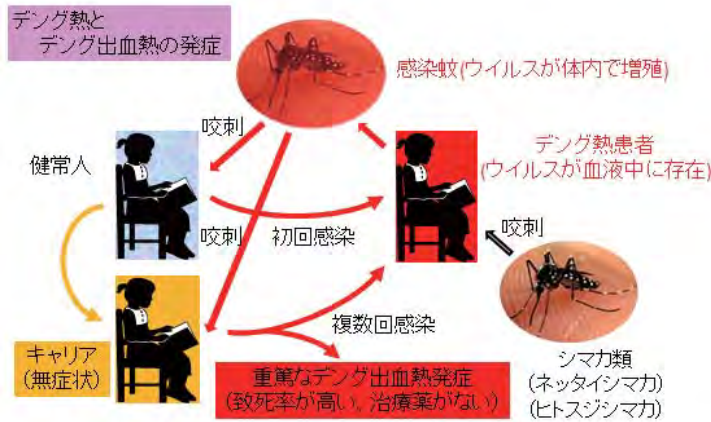 デング熱と
デング出血熱の発症
感染蚊(ウイルスが体内で増殖)
咬刺
健常人
デング熱患者
(ウイルスが血液中に存在)
咬刺
初回感染
咬刺
複数回感染
キャリア
(無症状)
重篤なデング出血熱発症
(致死率が高い、治療薬がない)
シマカ類
(ネッタイシマカ)
(ヒトスジシマカ)